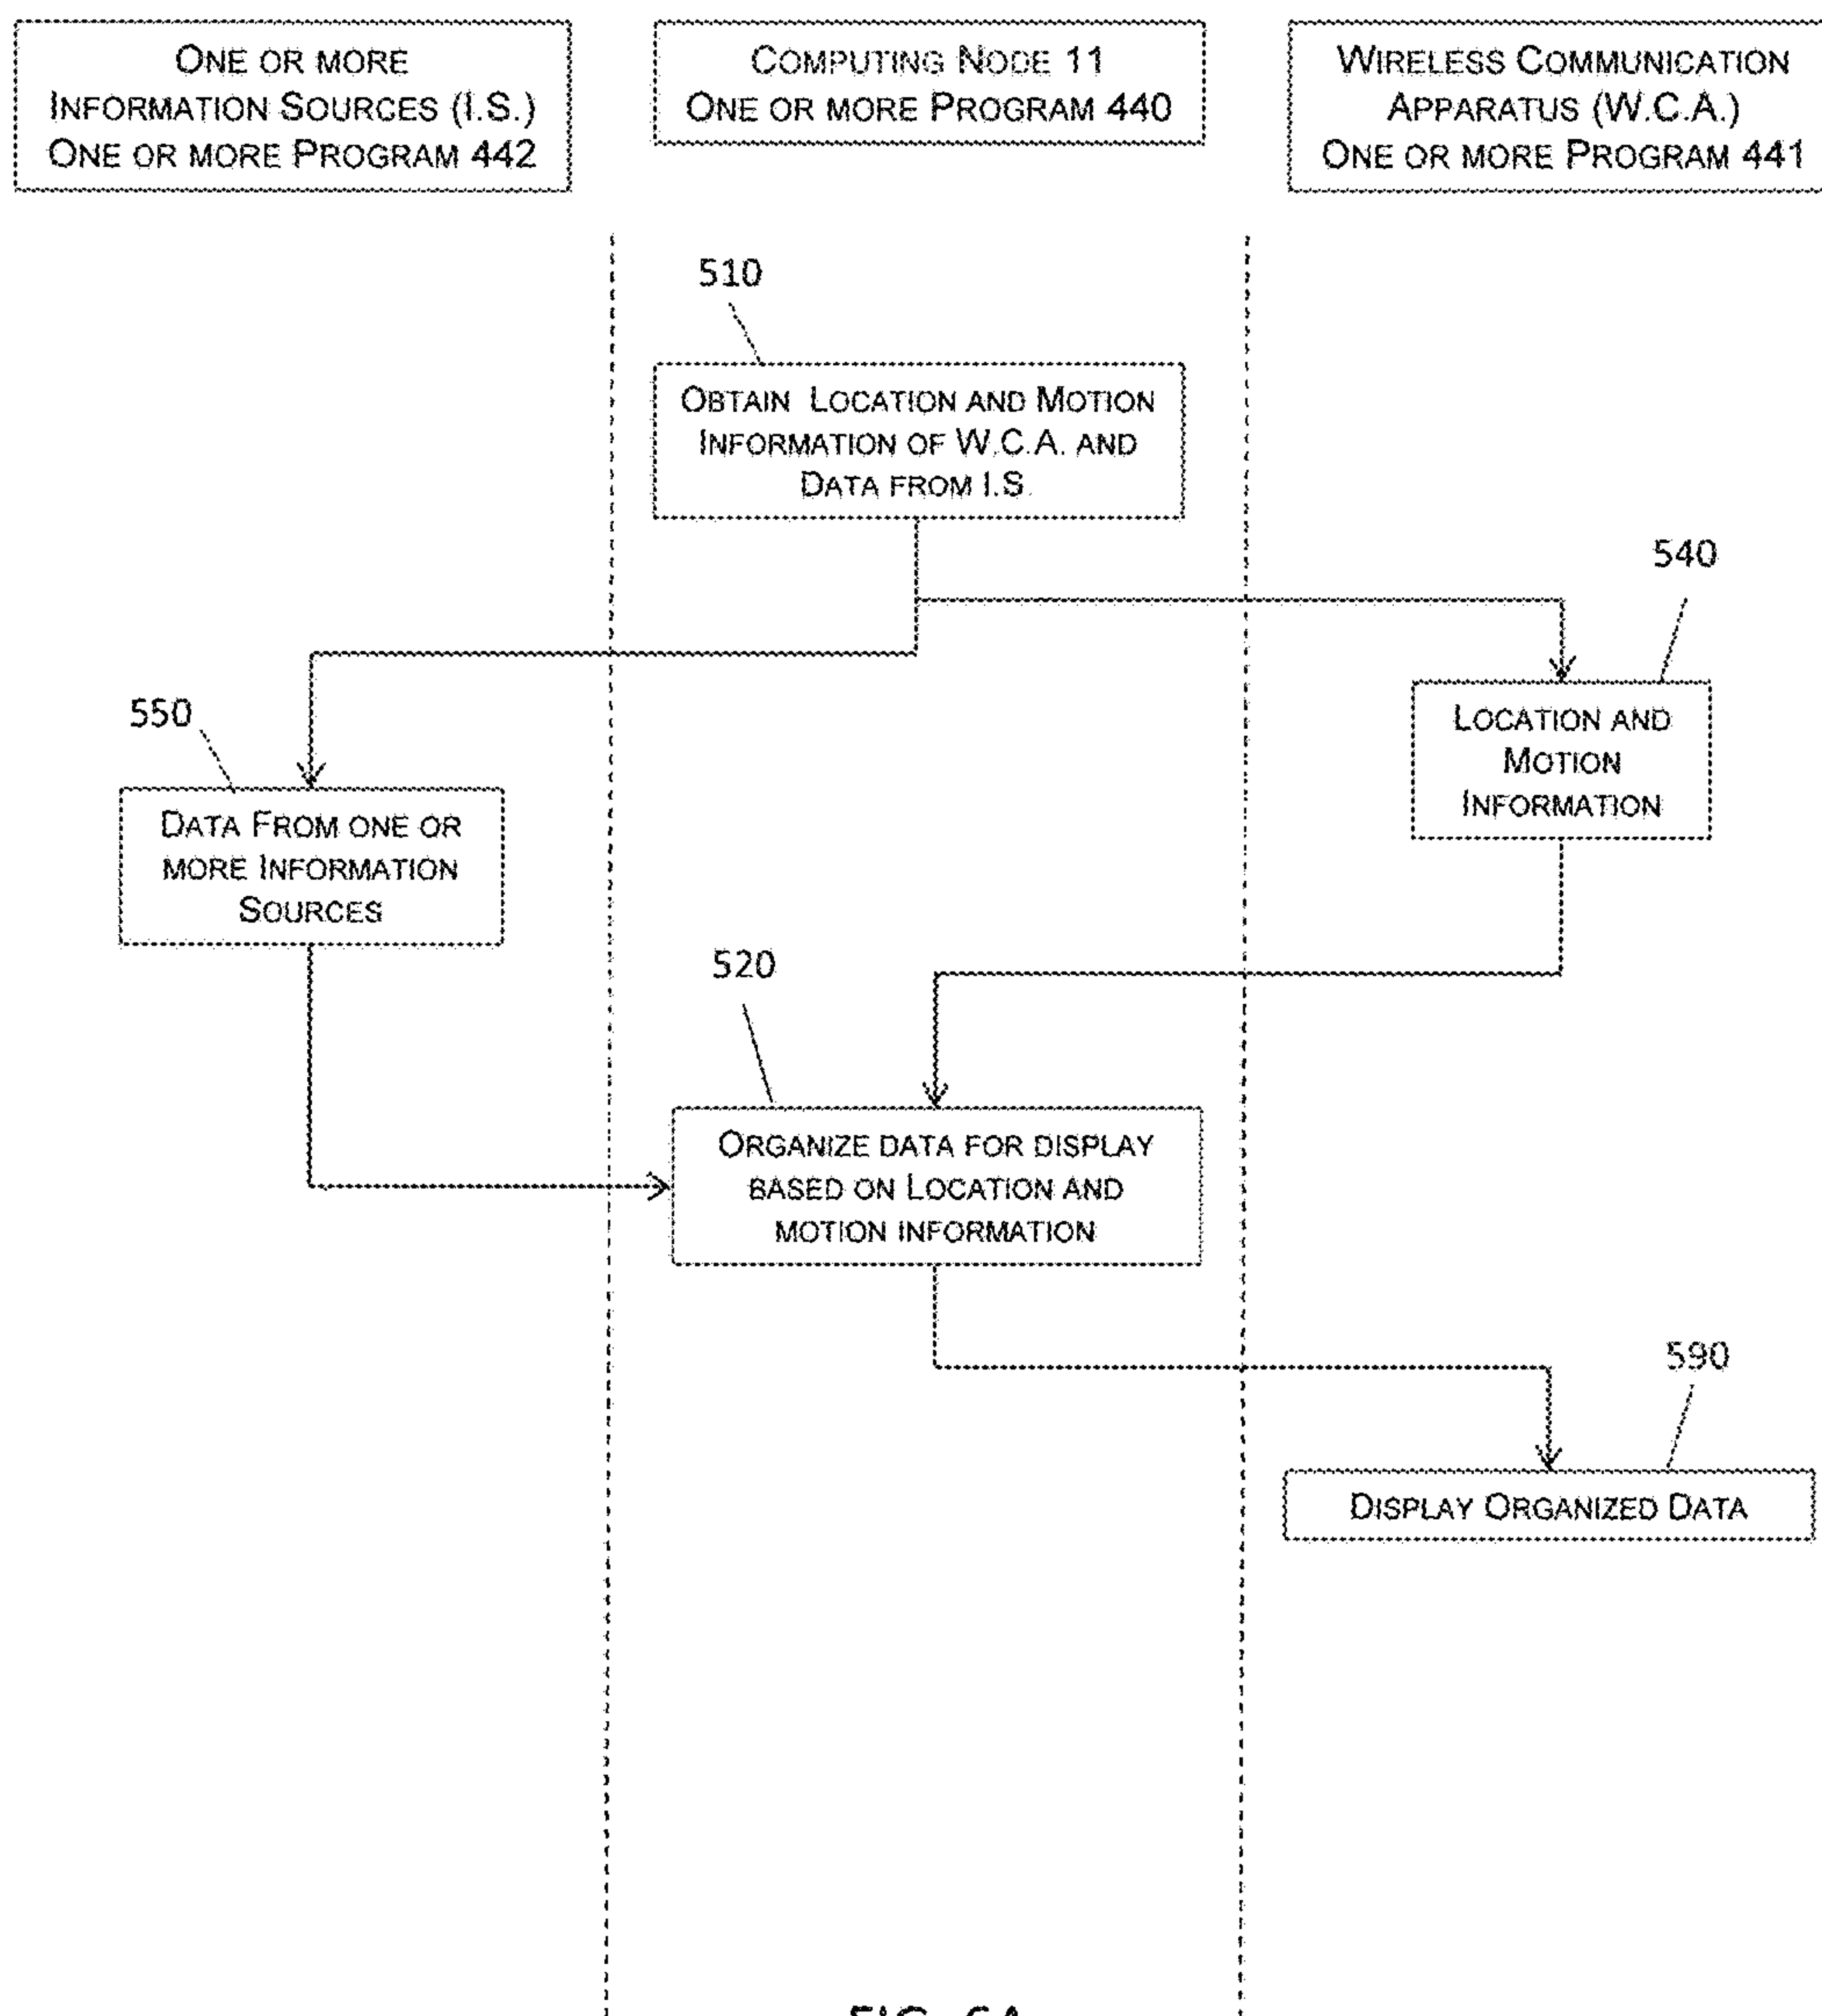 ONE OR MORE
INFORMATION SOURCES (I.S.)
ONE OR MORE PROGRAM 442
COMPUTING NODE 11
ONE OR MORE PROGRAM 440
WIRELESS COMMUNICATION
APPARATUS (W.C.A.)
ONE OR MORE PROGRAM 441
510
OBTAIN LOCATION AND MOTION
INFORMATION OF W.C.A. AND
DATA FROM I.S.
540
LOCATION AND
MOTION
INFORMATION
550
DATA FROM ONE OR
MORE INFORMATION
SOURCES
520
ORGANIZE DATA FOR DISPLAY
BASED ON LOCATION AND
MOTION INFORMATION
590
DISPLAY ORGANIZED DATA
FIG. 6A